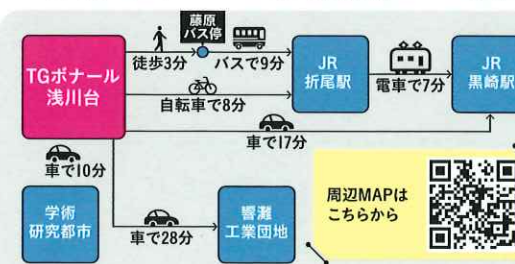 藤原
バス停
徒歩3分
バスで9分
TGボナール
浅川台
JR
折尾駅
電車で7分
JR
黒崎駅
自転車で8分
車で17分
車で10分
学術
研究都市
車で28分
響灘
工業団地
周辺MAPは
こちらから